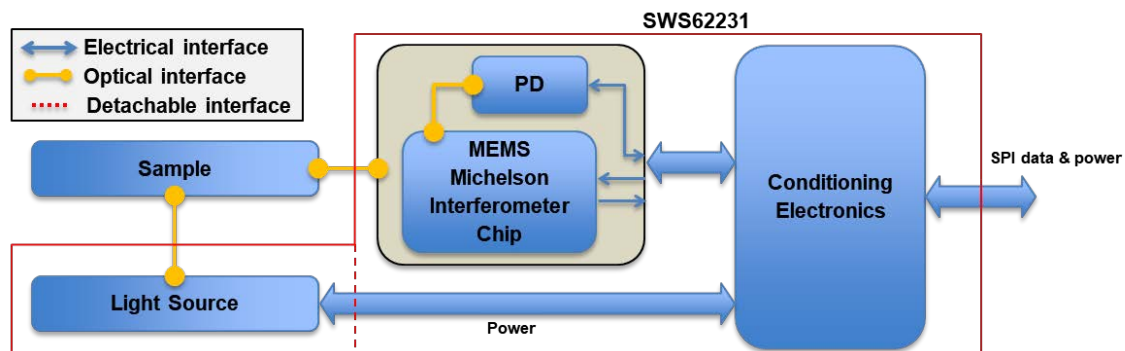 SWS62231
Electrical interface
Optical interface
Detachable interface
PD
Sample
MEMS
Michelson
Interferometer
Chip
Conditioning
Electronics
SPI data & power
Light Source
Power